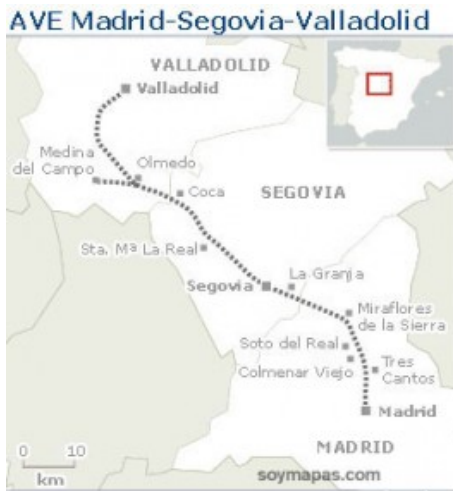 AVE Madrid-Segovia-Valladolid
VALLADOLID
Valladolid
Medina
del Campo
Olmedo
Coca
SEGOVIA
Sta. Mª La Real
Segovia
La Granja
Miraflores
de la Sierra
Soto del Real
Colmenar Viejo
Tres
Cantos
Madrid
MADRID
0 10
km
soymapas.com